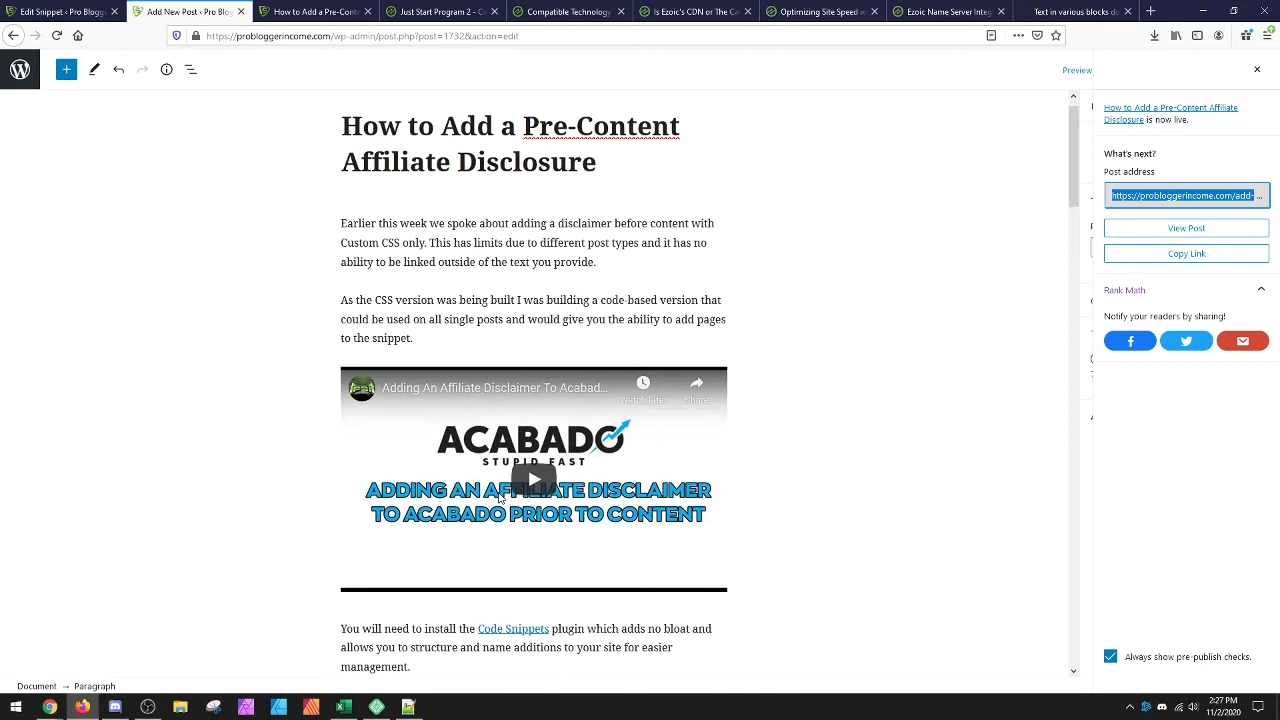 Edit Snippet ‹ Pro Blogg
Add New Post ‹ Pro Blog
How to Add a Pre-Conte
Just Start Program 2 - Cu
Compatible Technology
Is Ezoic's CDN or The Ca
Optimizing Site Speed w
Ezoic Name Server Integ
Text in various blocks do
https://probloggerincome.com/wp-admin/post.php?post=1732&action=edit
Preview
How to Add a Pre-Content
Affiliate Disclosure
Earlier this week we spoke about adding a disclaimer before content with
Custom CSS only. This has limits due to different post types and it has no
ability to be linked outside of the text you provide.
As the CSS version was being built I was building a code-based version that
could be used on all single posts and would give you the ability to add pages
to the snippet.
Adding An Affiliate Disclaimer To Acabad...
Watch later
Share
ACABADO
STUPID FAST
ADDING AN AFFILIATE DISCLAIMER
TO ACABADO PRIOR TO CONTENT
You will need to install the Code Snippets plugin which adds no bloat and
allows you to structure and name additions to your site for easier
management.
How to Add a Pre-Content Affiliate
Disclosure is now live.
What's next?
Post address
https://probloggerincome.com/add- ...
View Post
Copy Link
Rank Math
Notify your readers by sharing!
Always show pre-publish checks.
Document → Paragraph
2:27 PM
11/2/2020